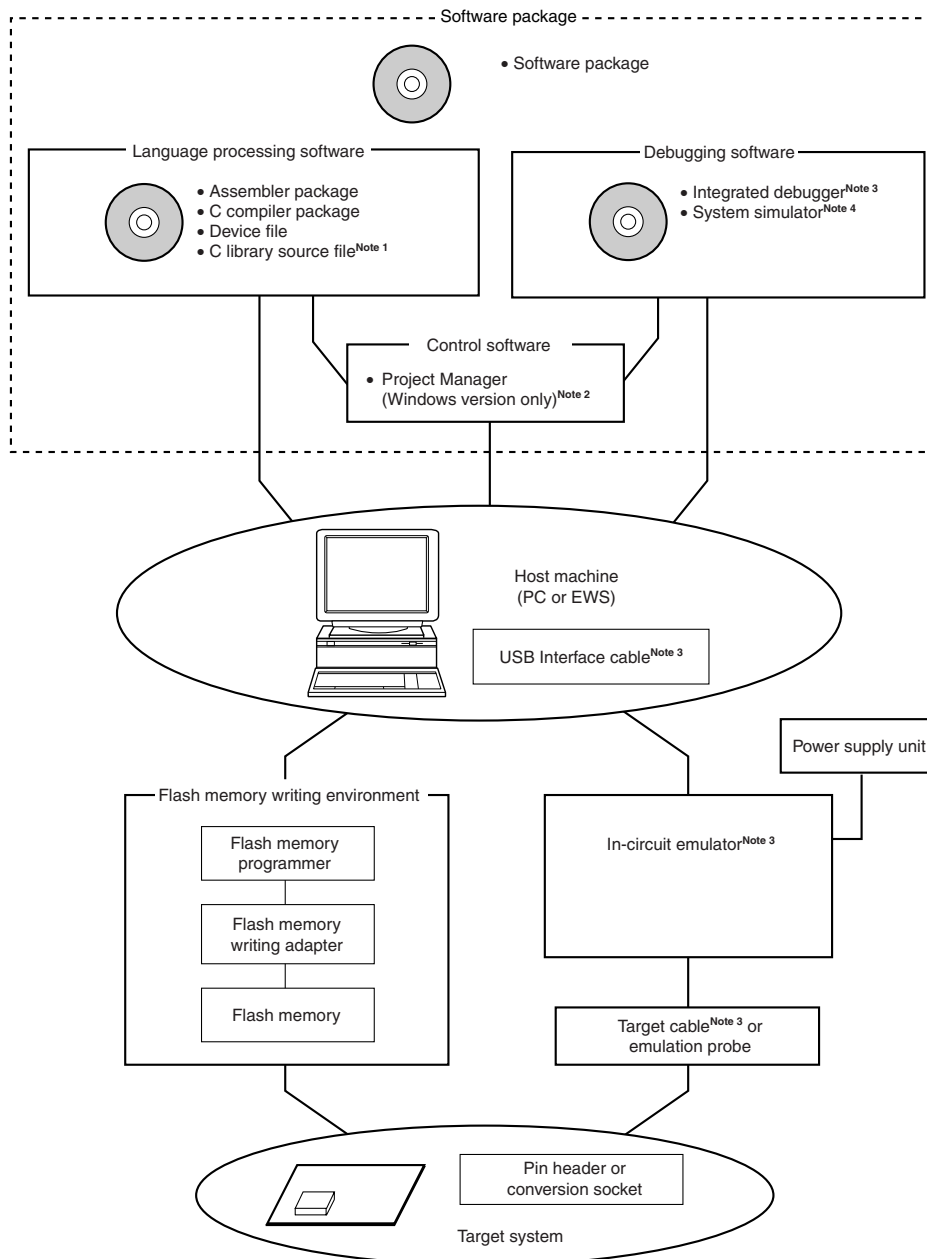 Software package
• Software package
Language processing software
• Assembler package
• C compiler package
• Device file
• C library source fileNote 1
Debugging software
• Integrated debuggerNote 3
• System simulatorNote 4
Control software
• Project Manager
(Windows version only)Note 2
Host machine
(PC or EWS)
USB Interface cableNote 3
Power supply unit
Flash memory writing environment
Flash memory
programmer
Flash memory
writing adapter
Flash memory
In-circuit emulatorNote 3
Target cableNote 3 or
emulation probe
Pin header or
conversion socket
Target system